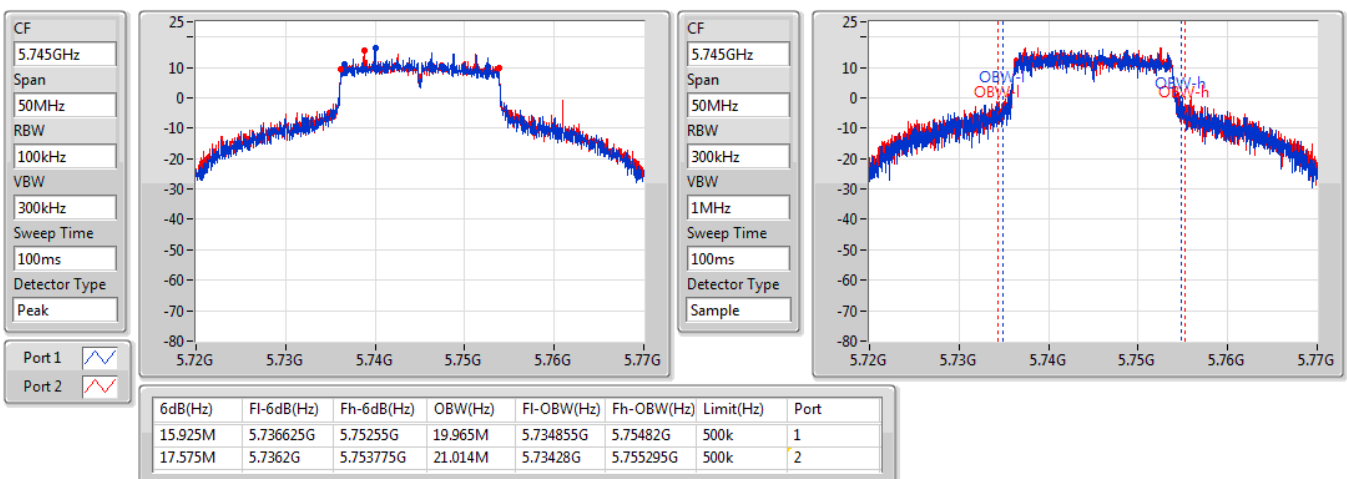 CF
5.745GHz
Span
50MHz
RBW
100kHz
VBW
300kHz
Sweep Time
100ms
Detector Type
Peak
25
10
0
-10
-20
-30
-40
-50
-60
-70
-80
5.72G 5.73G 5.74G 5.75G 5.76G 5.77G
CF
5.745GHz
Span
50MHz
RBW
300kHz
VBW
1MHz
Sweep Time
100ms
Detector Type
Sample
25
10
0
-10
-20
-30
-40
-50
-60
-70
-80
OBW-l
OBW-l
OBW-h
OBW-h
5.72G 5.73G 5.74G 5.75G 5.76G 5.77G
Port 1
Port 2
6dB(Hz) Fl-6dB(Hz) Fh-6dB(Hz) OBW(Hz) Fl-OBW(Hz) Fh-OBW(Hz) Limit(Hz) Port
15.925M 5.736625G 5.75255G 19.965M 5.734855G 5.75482G 500k 1
17.575M 5.7362G 5.753775G 21.014M 5.73428G 5.755295G 500k 2